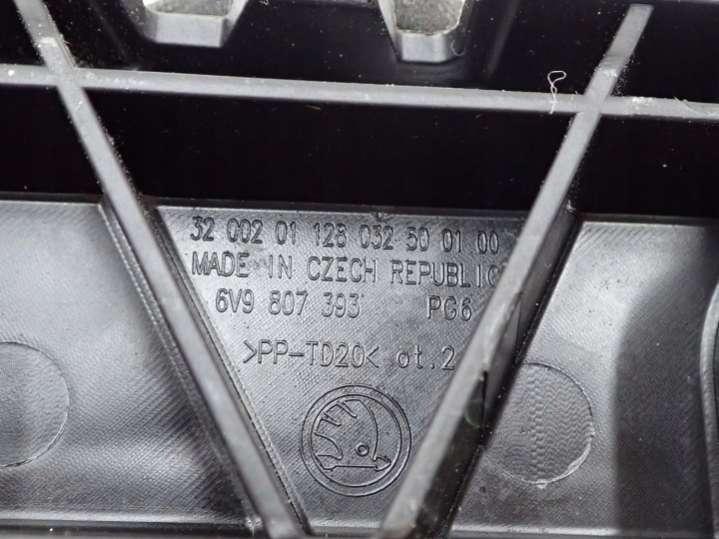 32 002 01 128 032 50 01 00
MADE IN CZECH REPUBLIC
6V9 807 393 PG6
>PP-TD20< ot.2